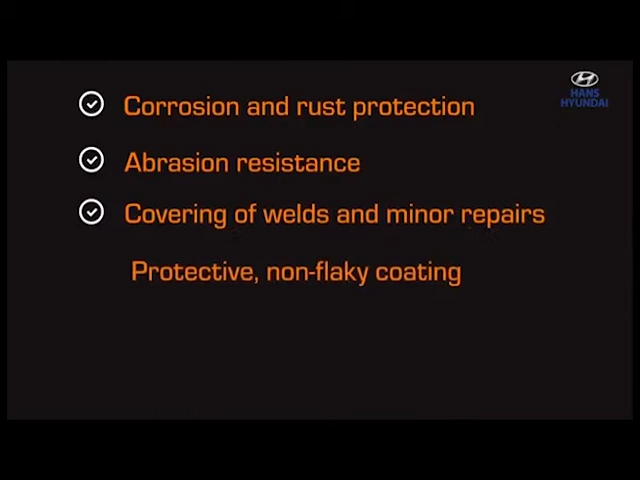 HANS
HYUNDAI
Corrosion and rust protection
Abrasion resistance
Covering of welds and minor repairs
Protective, non-flaky coating